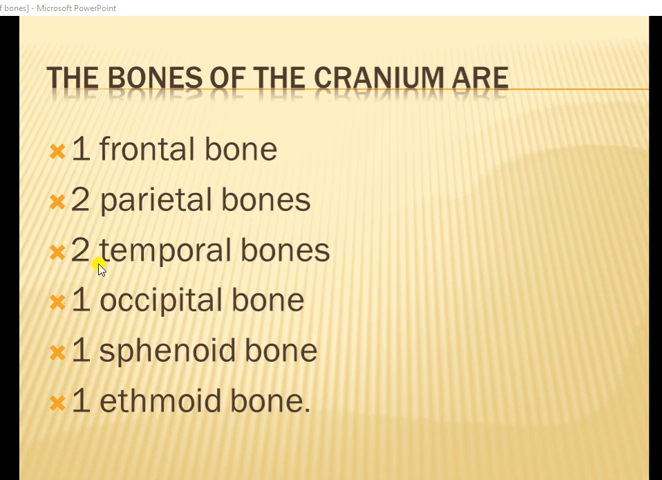 f bones] - Microsoft PowerPoint
THE BONES OF THE CRANIUM ARE
1 frontal bone
2 parietal bones
2 temporal bones
1 occipital bone
1 sphenoid bone
1 ethmoid bone.